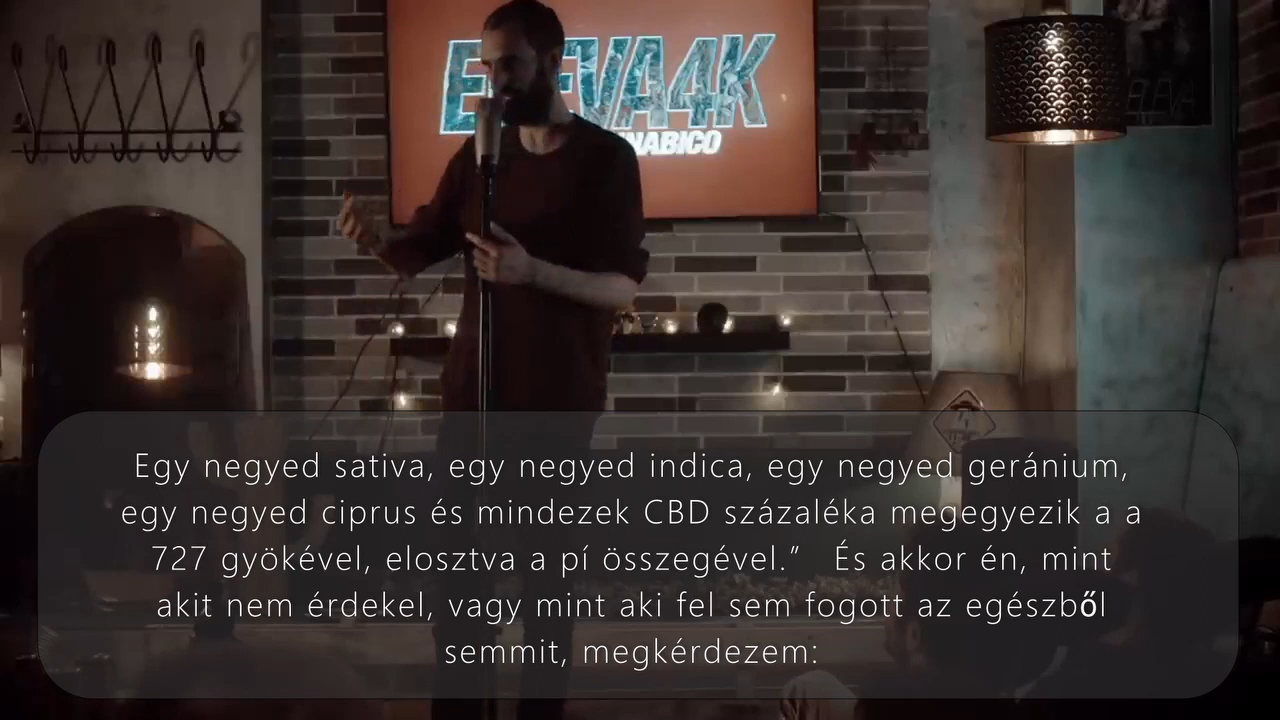 Egy negyed sativa, egy negyed indica, egy negyed geránium,
egy negyed ciprus és mindezek CBD százaléka megegyezik a a
727 gyökével, elosztva a pí összegével.” És akkor én, mint
akit nem érdekel, vagy mint aki fel sem fogott az egészből
semmit, megkérdezem: